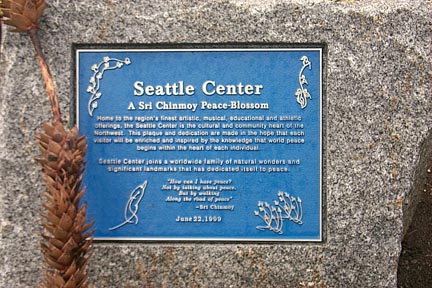 Seattle Center
A Sri Chinmoy Peace-Blossom
Home to the region's finest artistic, musical, educational and athletic
offerings, the Seattle Center is the cultural and community heart of the
Northwest. This plaque and dedication are made in the hope that each
visitor will be enriched and inspired by the knowledge that world peace
begins within the heart of each individual.
Seattle Center joins a worldwide family of natural wonders and
significant landmarks that has dedicated itself to peace.
"How can I have peace?
Not by talking about peace.
But by walking
Along the road of peace"
–Sri Chinmoy
June 22, 1999